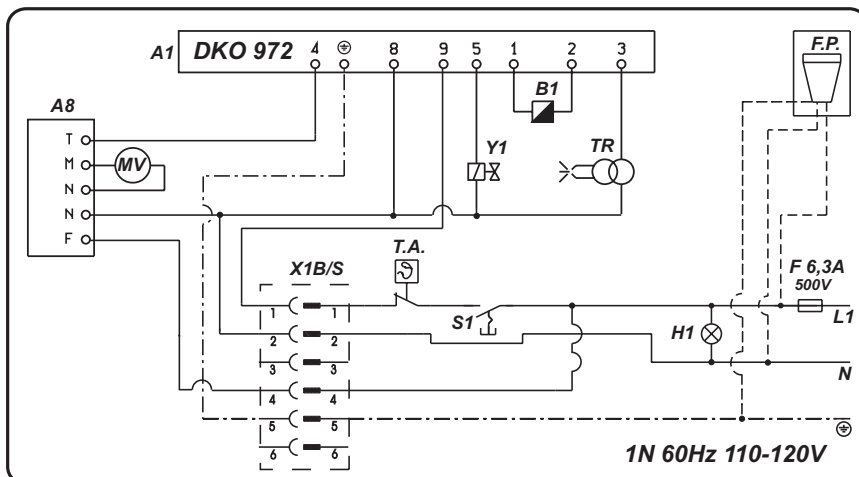 A1 DKO 972 4 8 9 5 1 2 3
F.P.
A8
B1
T
M MV
N
Y1 TR
N
F
T.A.
X1B/S
F 6,3A
500V
1 1
S1
L1
2 2
H1
3 3
N
4 4
5 5
6 6
1N 60Hz 110-120V